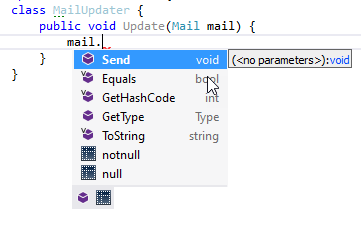 class MailUpdater {
public void Update(Mail mail) {
mail.
Send void
(<no parameters>):void
Equals bool
GetHashCode int
GetType Type
ToString string
notnull
null
}
}